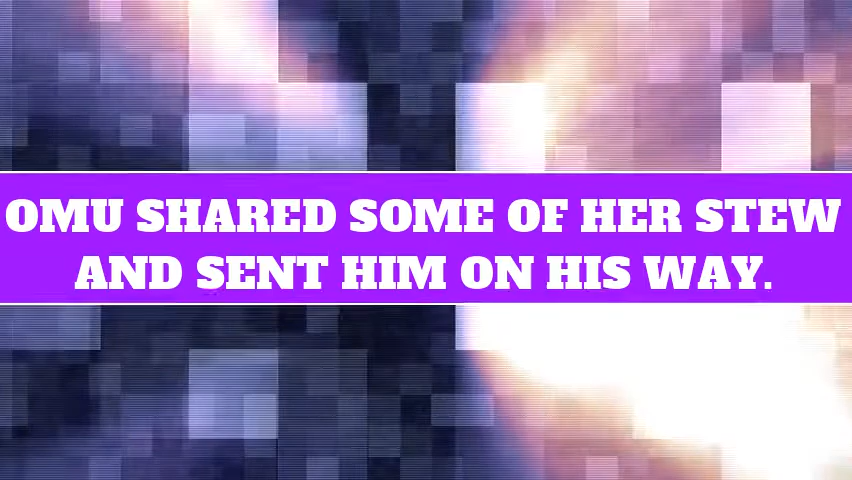 OMU SHARED SOME OF HER STEW
AND SENT HIM ON HIS WAY.